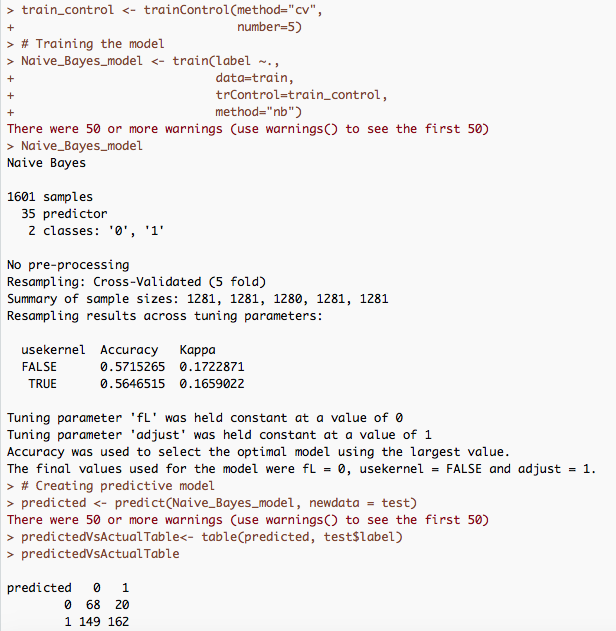 > train_control <- trainControl(method="cv",
+                              number=5)
> # Training the model
> Naive_Bayes_model <- train(label ~.,
+                           data=train,
+                           trControl=train_control,
+                           method="nb")
There were 50 or more warnings (use warnings() to see the first 50)
> Naive_Bayes_model
Naive Bayes

1601 samples
  35 predictor
   2 classes: '0', '1'

No pre-processing
Resampling: Cross-Validated (5 fold)
Summary of sample sizes: 1281, 1281, 1280, 1281, 1281
Resampling results across tuning parameters:

  usekernel  Accuracy   Kappa
  FALSE      0.5715265  0.1722871
   TRUE      0.5646515  0.1659022

Tuning parameter 'fL' was held constant at a value of 0
Tuning parameter 'adjust' was held constant at a value of 1
Accuracy was used to select the optimal model using the largest value.
The final values used for the model were fL = 0, usekernel = FALSE and adjust = 1.
> # Creating predictive model
> predicted <- predict(Naive_Bayes_model, newdata = test)
There were 50 or more warnings (use warnings() to see the first 50)
> predictedVsActualTable<- table(predicted, test$label)
> predictedVsActualTable

predicted   0   1
        0  68  20
        1 149 162